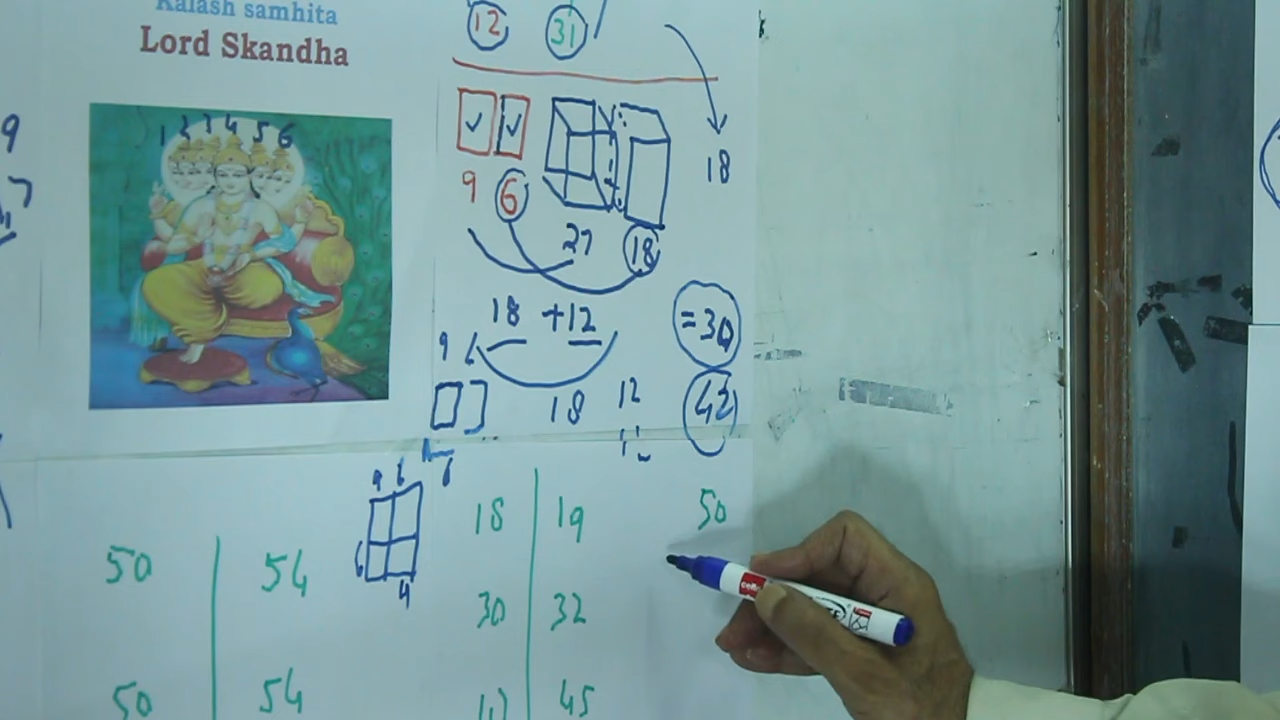 Kalash samhita
Lord Skandha
12 31
9
1 2 3 4 5 6
7
18
9 6
27 18
18 + 12 = 30
9 6
18 12 42
6
9 6
18 19 50
50 54
4
30 32
50 54
45